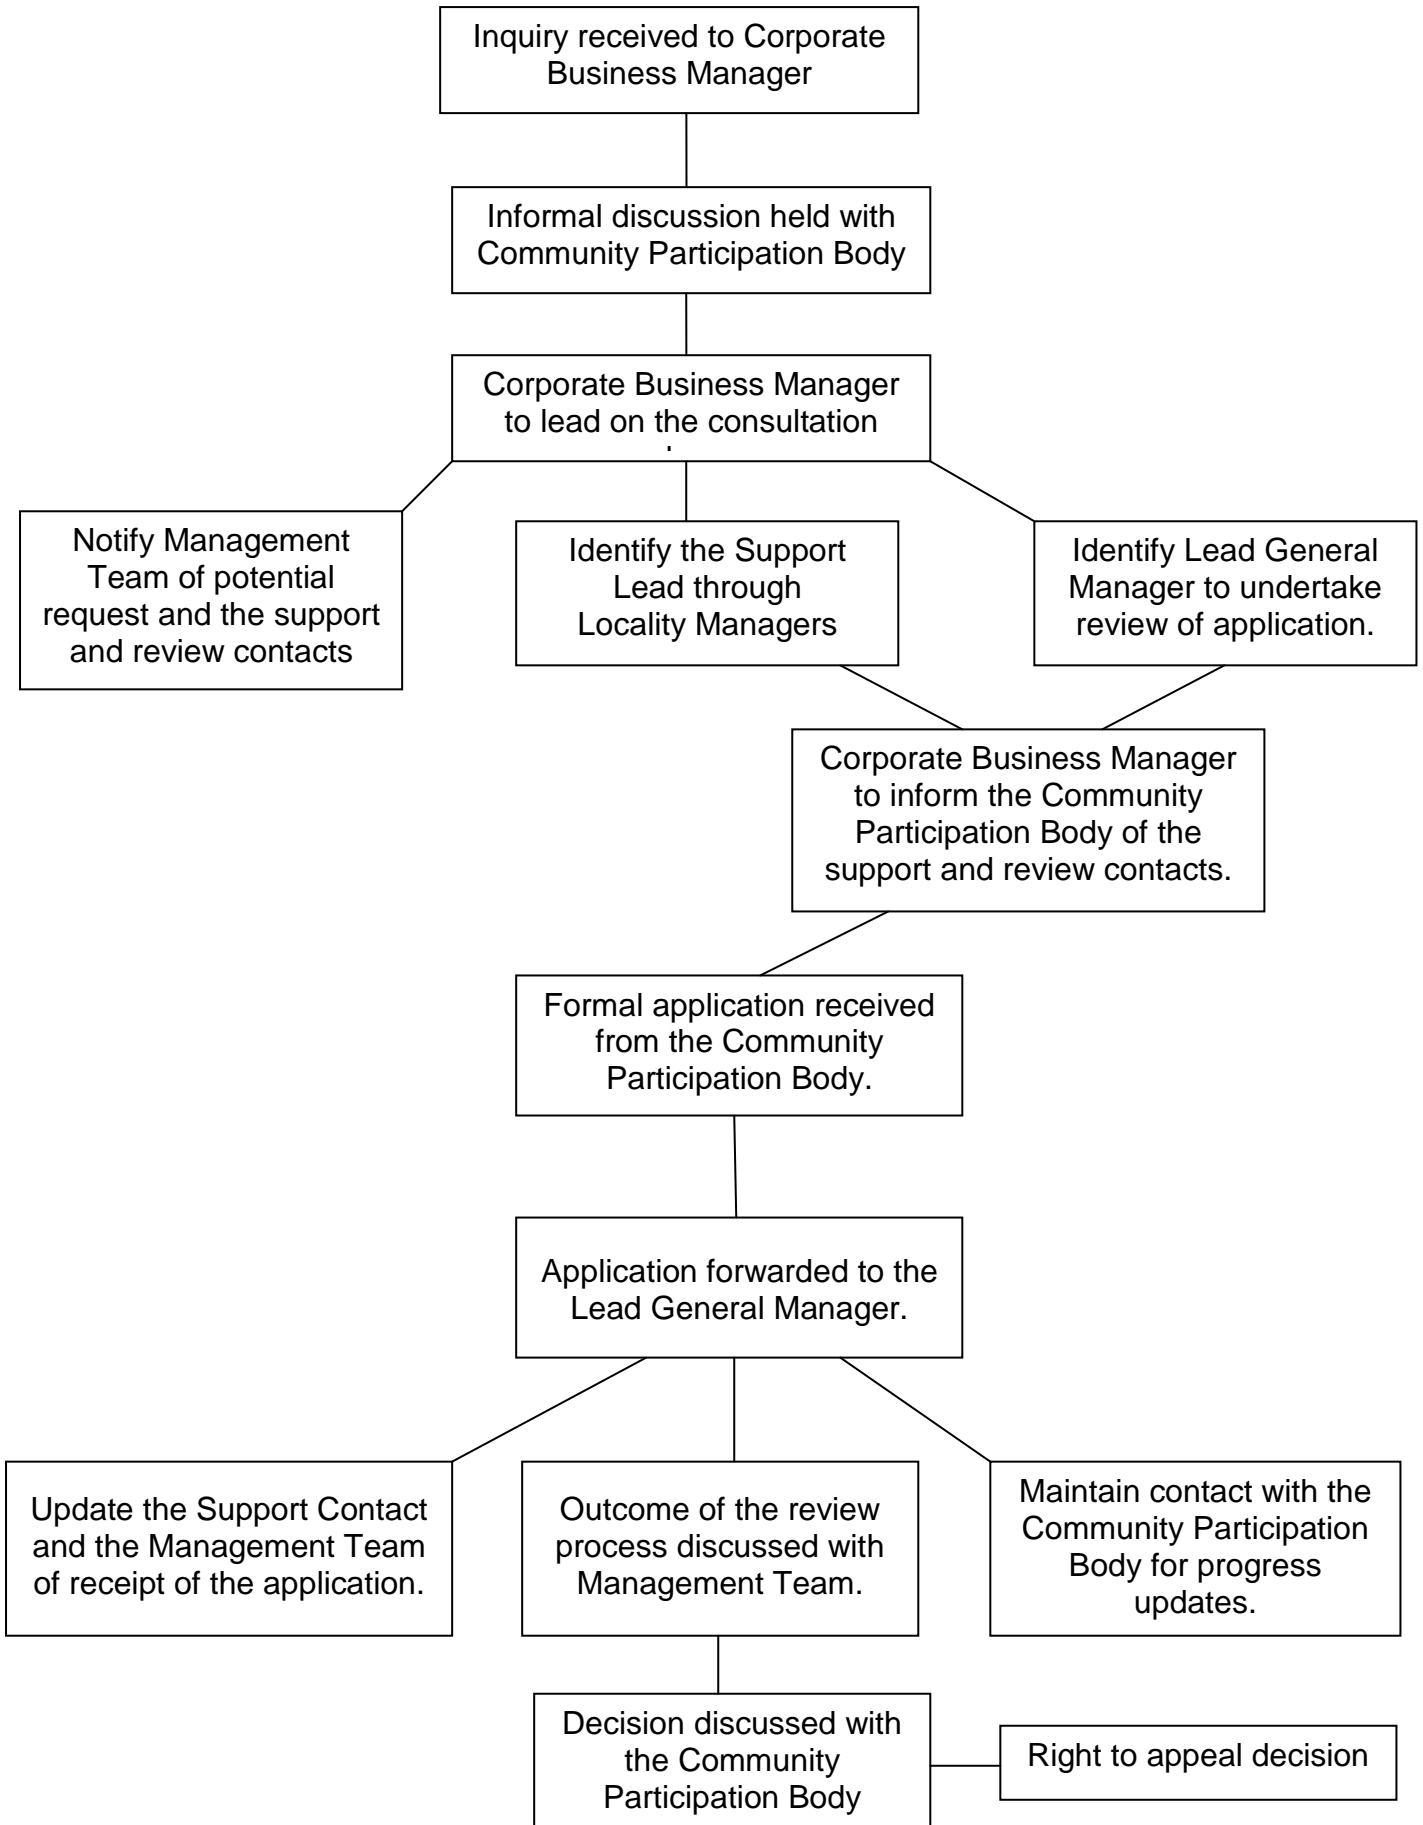 Inquiry received to Corporate
Business Manager
Informal discussion held with
Community Participation Body
Corporate Business Manager
to lead on the consultation
Notify Management
Team of potential
request and the support
and review contacts
Identify the Support
Lead through
Locality Managers
Identify Lead General
Manager to undertake
review of application.
Corporate Business Manager
to inform the Community
Participation Body of the
support and review contacts.
Formal application received
from the Community
Participation Body.
Application forwarded to the
Lead General Manager.
Update the Support Contact
and the Management Team
of receipt of the application.
Outcome of the review
process discussed with
Management Team.
Maintain contact with the
Community Participation
Body for progress
updates.
Decision discussed with
the Community
Participation Body
Right to appeal decision